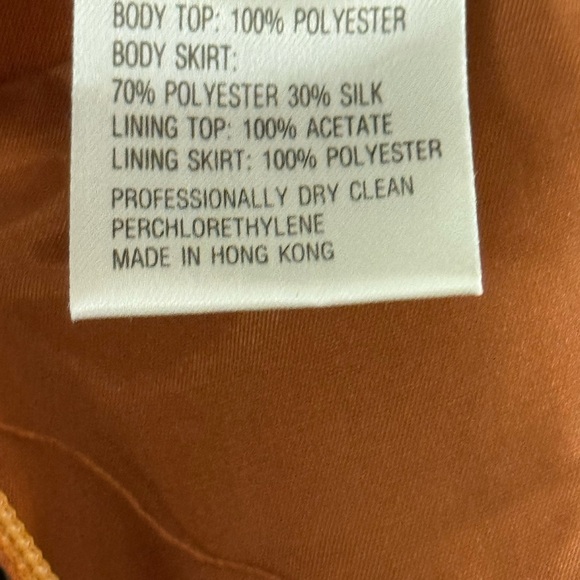 BODY TOP: 100% POLYESTER
BODY SKIRT:
70% POLYESTER 30% SILK
LINING TOP: 100% ACETATE
LINING SKIRT: 100% POLYESTER
PROFESSIONALLY DRY CLEAN
PERCHLORETHYLENE
MADE IN HONG KONG